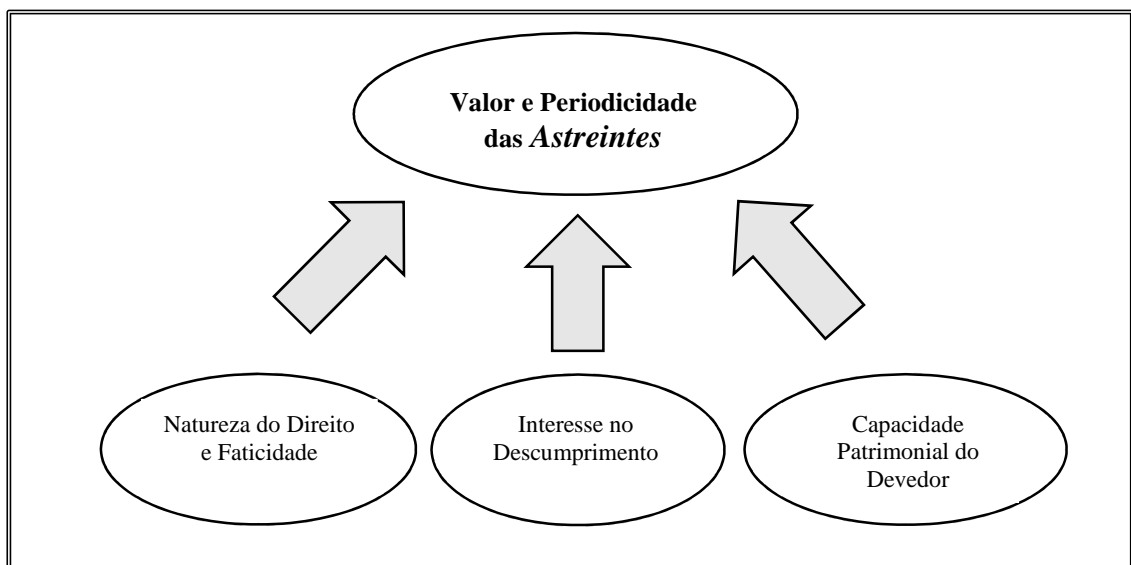 Valor e Periodicidade
das Astreintes
Natureza do Direito
e Faticidade
Interesse no
Descumprimento
Capacidade
Patrimonial do
Devedor